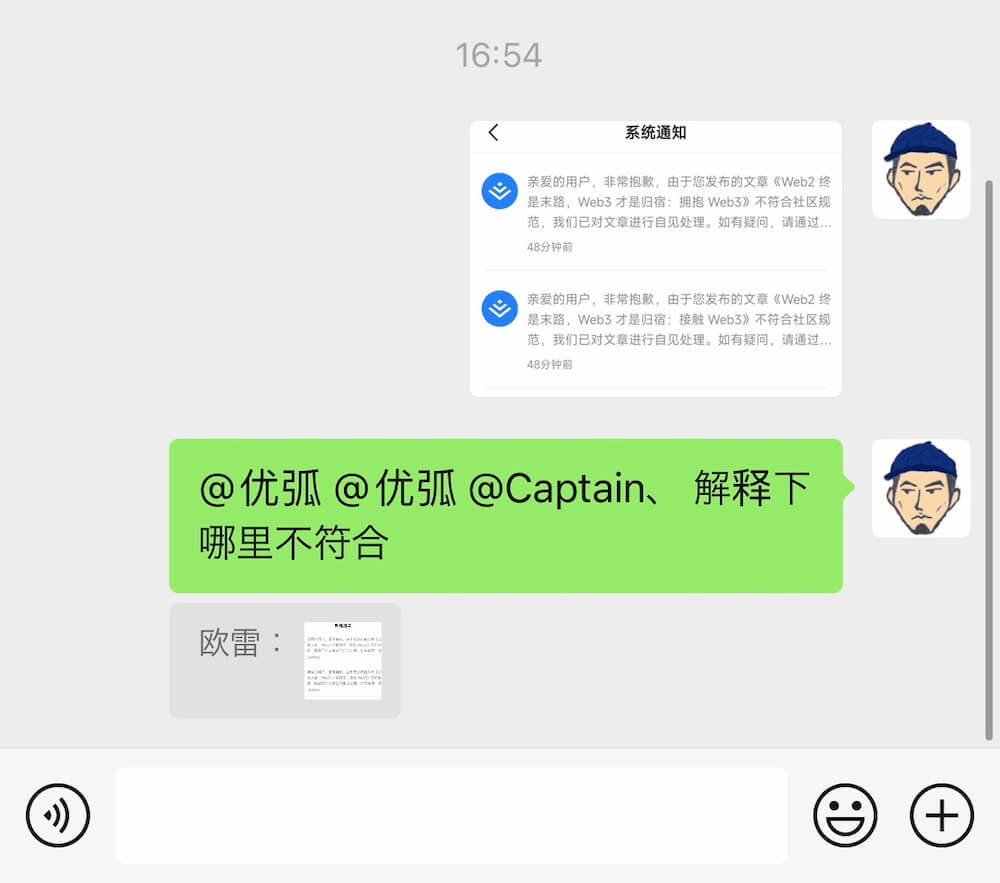 16:54
系统通知
亲爱的用户，非常抱歉，由于您发布的文章《Web2 终
是末路，Web3 才是归宿：拥抱 Web3》不符合社区规
范，我们已对文章进行自见处理。如有疑问，请通过...
48分钟前
亲爱的用户，非常抱歉，由于您发布的文章《Web2 终
是末路，Web3 才是归宿：接触 Web3》不符合社区规
范，我们已对文章进行自见处理。如有疑问，请通过...
48分钟前
@优弧 @优弧 @Captain、 解释下
哪里不符合
欧雷：
系统通知